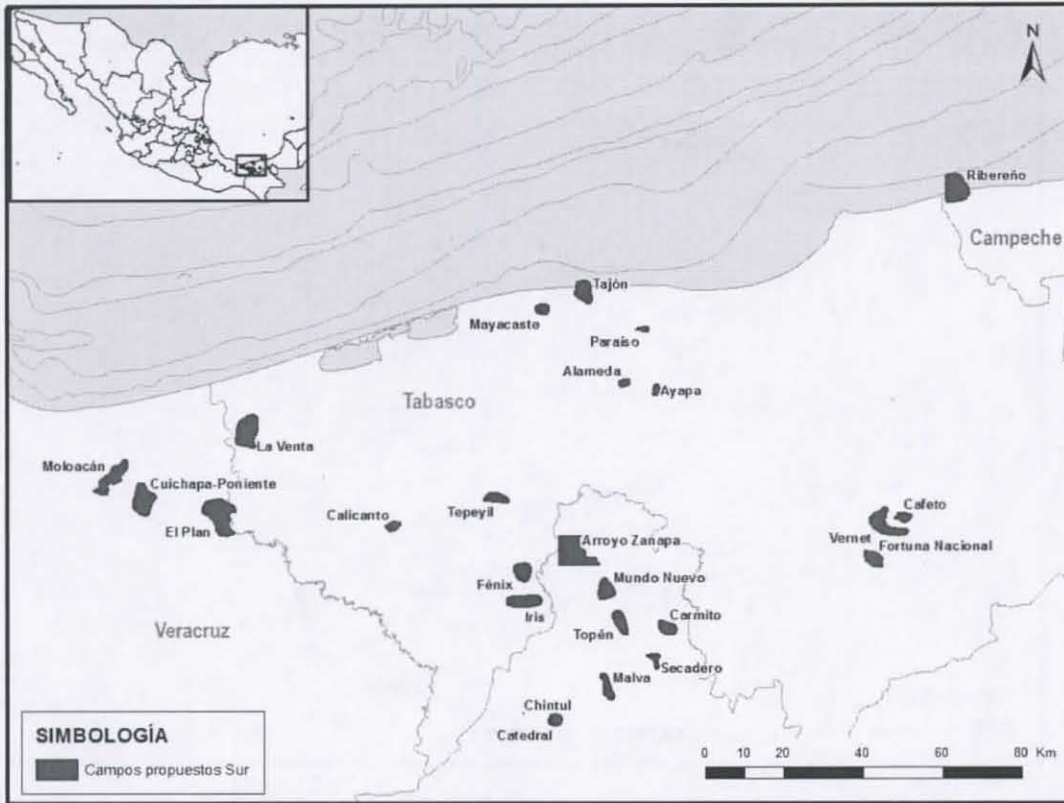 N
Ribereño
Campeche
Tajón
Mayacaste
Paraíso
Alameda
Ayapa
Tabasco
La Venta
Moloacán
Cuichapa-Poniente
El Plan
Calicanto
Tepeyil
Cafeto
Vernet
Fortuna Nacional
Arroyo Zanapa
Fénix
Mundo Nuevo
Iris
Carmito
Topén
Veracruz
Secadero
Malva
Chintul
Catedral
SIMBOLOGÍA
Campos propuestos Sur
0 10 20 40 60 80 Km